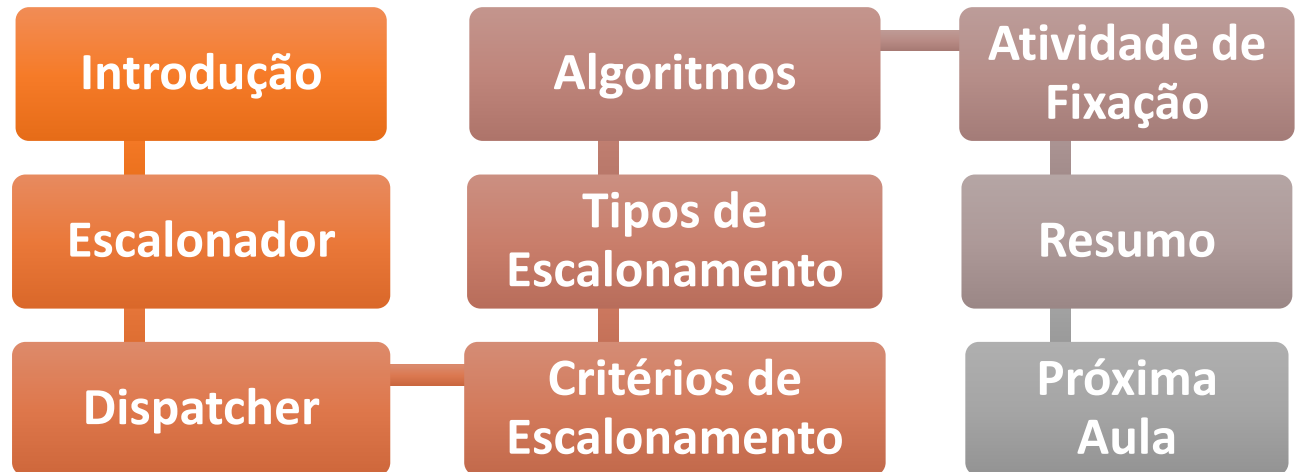 Introdução
Escalonador
Dispatcher
Critérios de
Escalonamento
Tipos de
Escalonamento
Algoritmos
Atividade de
Fixação
Resumo
Próxima
Aula